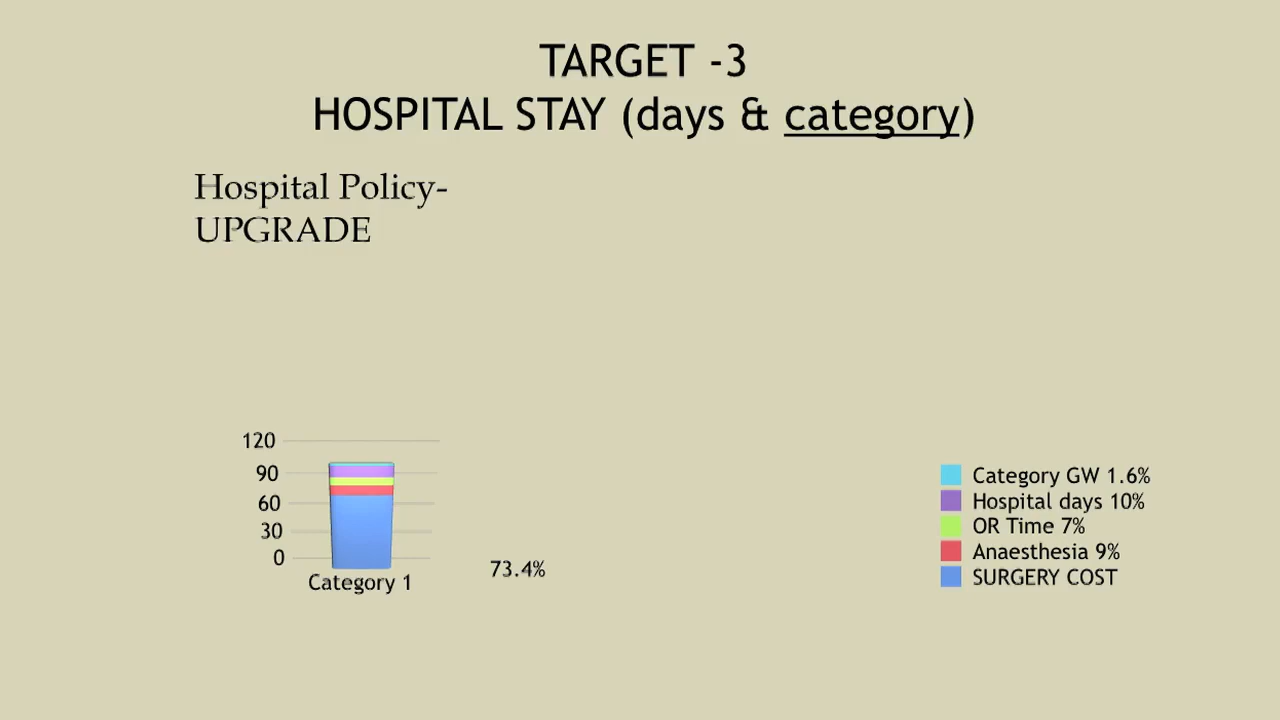 TARGET -3
HOSPITAL STAY (days & category)
Hospital Policy-
UPGRADE
120
90
60
30
0
Category 1
73.4%
Category GW 1.6%
Hospital days 10%
OR Time 7%
Anaesthesia 9%
SURGERY COST